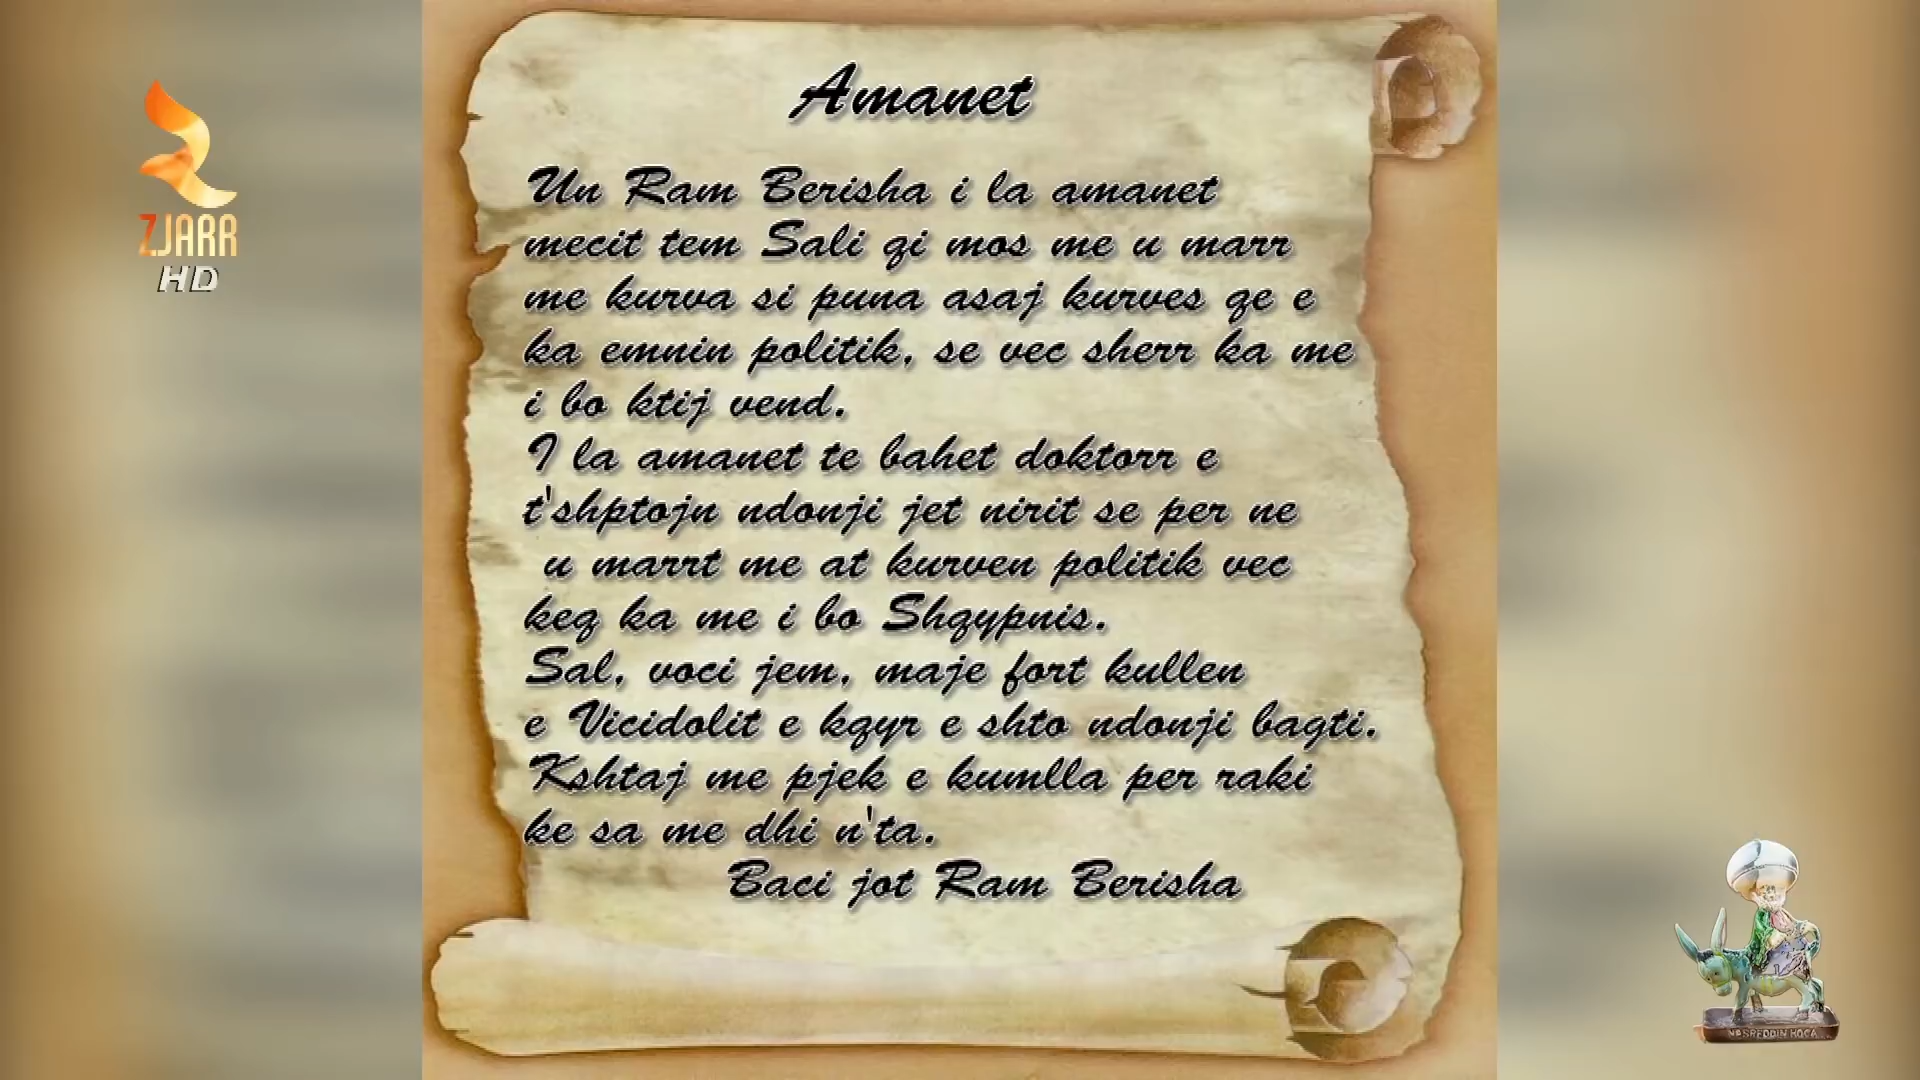 Amanet
Un Ram Berisha i la amanet
mecit tem Sali qi mos me u marr
me kurva si puna asaj kurves qe e
ka emnin politik, se vec sherr ka me
i bo ktij vend.
I la amanet te bahet doktorr e
t'shptojn ndonji jet nirit se per ne
u marrt me at kurven politik vec
keq ka me i bo Shqypnis.
Sal, voci jem, maje fort kullen
e Vicidolit e kqyr e shto ndonji bagti.
Kshtaj me pjek e kumlla per raki
ke sa me dhi n'ta.
Baci jot Ram Berisha
ZJARR
HD
NASREDDIN HOCA